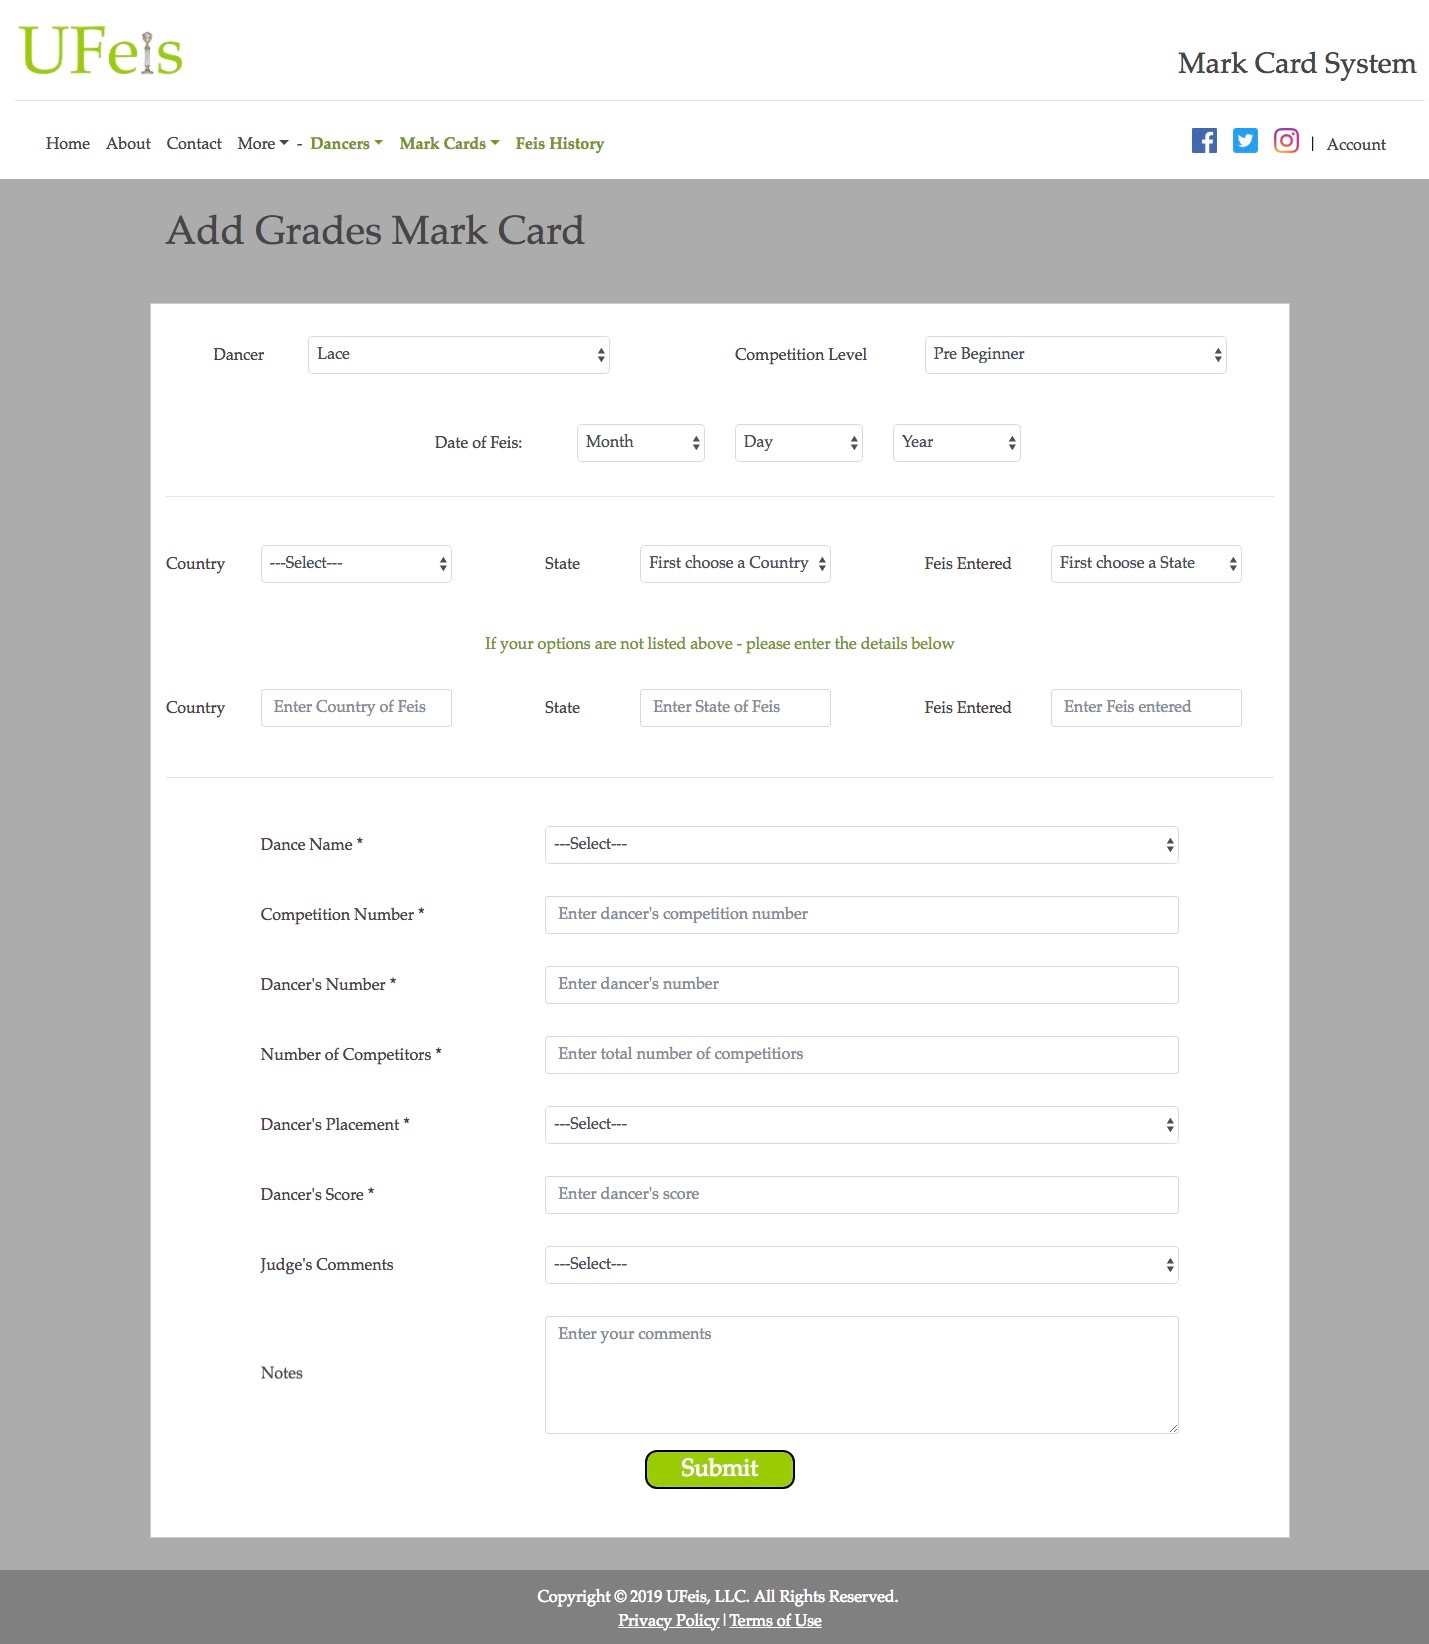 UFeis
Mark Card System
Home About Contact More - Dancers Mark Cards Feis History | Account
Add Grades Mark Card
Dancer Lace Competition Level Pre Beginner
Date of Feis: Month Day Year
Country ---Select--- State First choose a Country Feis Entered First choose a State
If your options are not listed above - please enter the details below
Country Enter Country of Feis State Enter State of Feis Feis Entered Enter Feis entered
Dance Name * ---Select---
Competition Number * Enter dancer's competition number
Dancer's Number * Enter dancer's number
Number of Competitors * Enter total number of competitiors
Dancer's Placement * ---Select---
Dancer's Score * Enter dancer's score
Judge's Comments ---Select---
Notes Enter your comments
Submit
Copyright © 2019 UFeis, LLC. All Rights Reserved.
Privacy Policy | Terms of Use